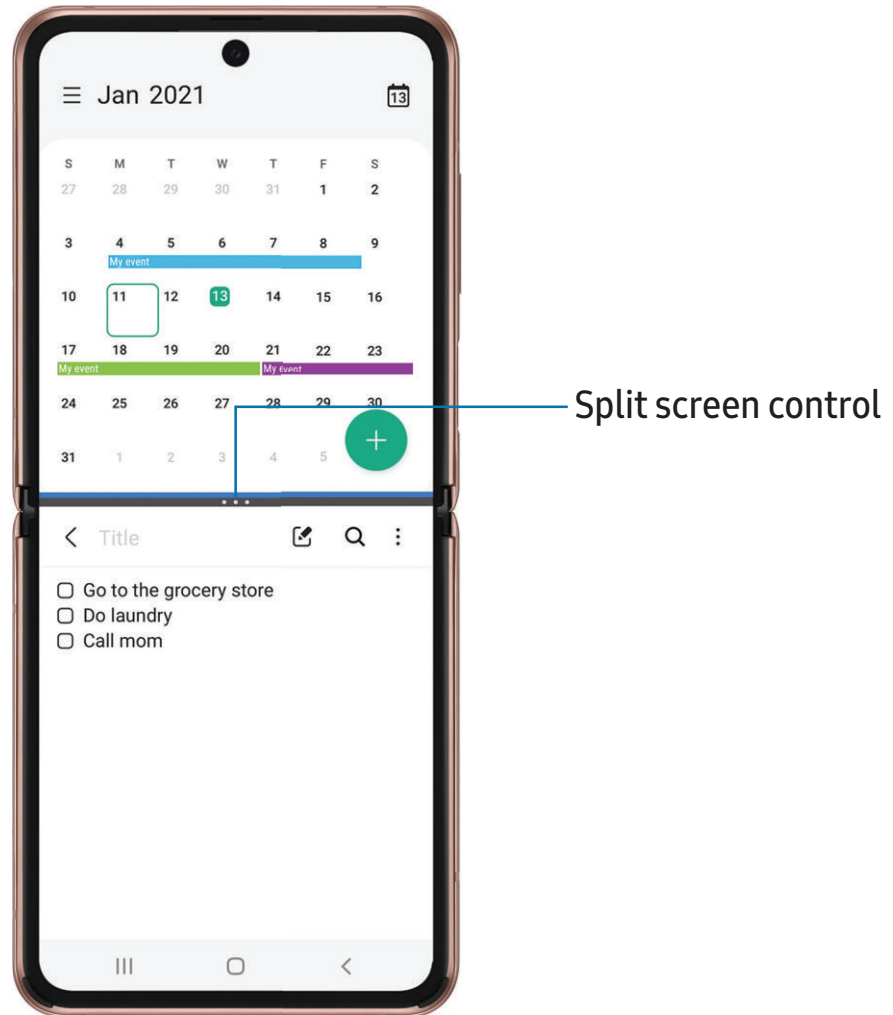 Jan 2021
13
S M T W T F S
27 28 29 30 31 1 2
3 4 5 6 7 8 9
My event
10 11 12 13 14 15 16
17 18 19 20 21 22 23
My event My event
24 25 26 27 28 29 30
Split screen control
31 1 2 3 4 5
Title
Go to the grocery store
Do laundry
Call mom